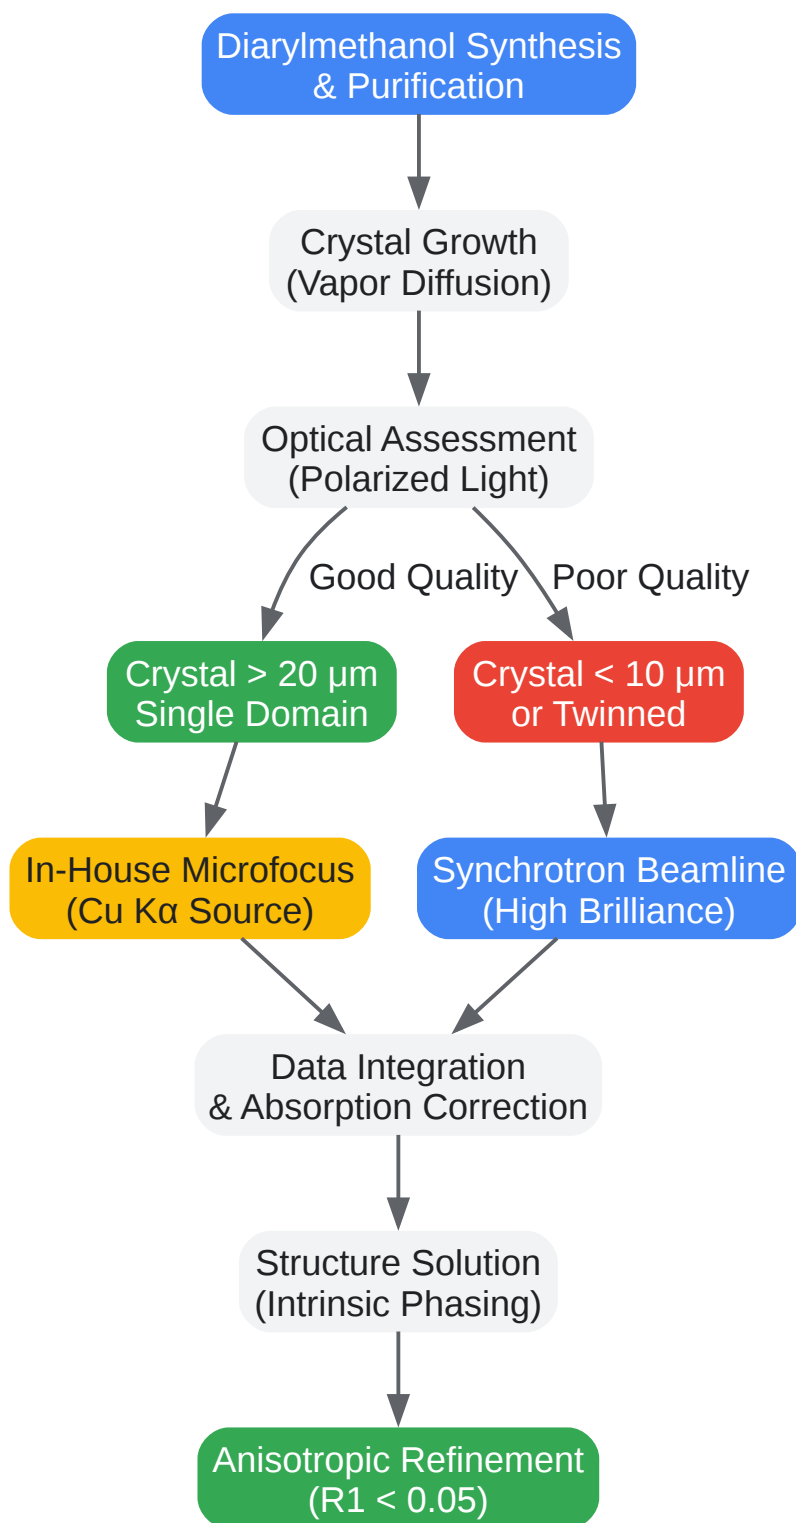 Diarylmethanol Synthesis
& Purification
Crystal Growth
(Vapor Diffusion)
Optical Assessment
(Polarized Light)
Good Quality
Poor Quality
Crystal > 20 μm
Single Domain
Crystal < 10 μm
or Twinned
In-House Microfocus
(Cu Kα Source)
Synchrotron Beamline
(High Brilliance)
Data Integration
& Absorption Correction
Structure Solution
(Intrinsic Phasing)
Anisotropic Refinement
(R1 < 0.05)